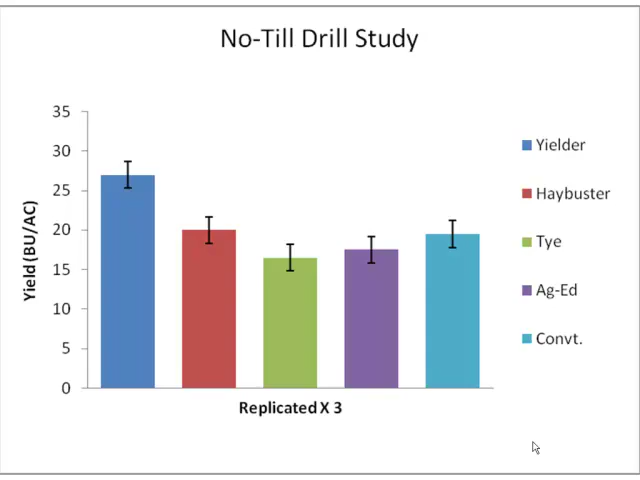 No-Till Drill Study
Yield (BU/AC)
35
30
25
20
15
10
5
0
Replicated X 3
Yielder
Haybuster
Tye
Ag-Ed
Convt.